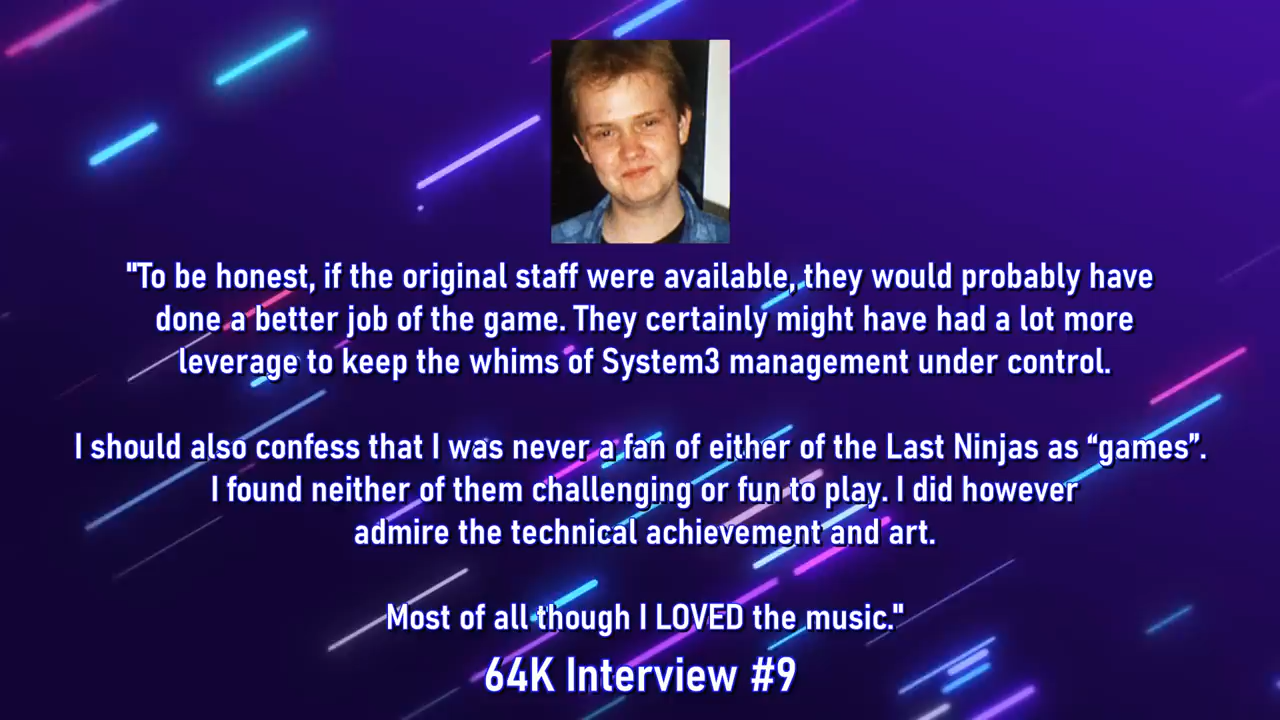 "To be honest, if the original staff were available, they would probably have
done a better job of the game. They certainly might have had a lot more
leverage to keep the whims of System3 management under control.
I should also confess that I was never a fan of either of the Last Ninjas as “games”.
I found neither of them challenging or fun to play. I did however
admire the technical achievement and art.
Most of all though I LOVED the music."
64K Interview #9